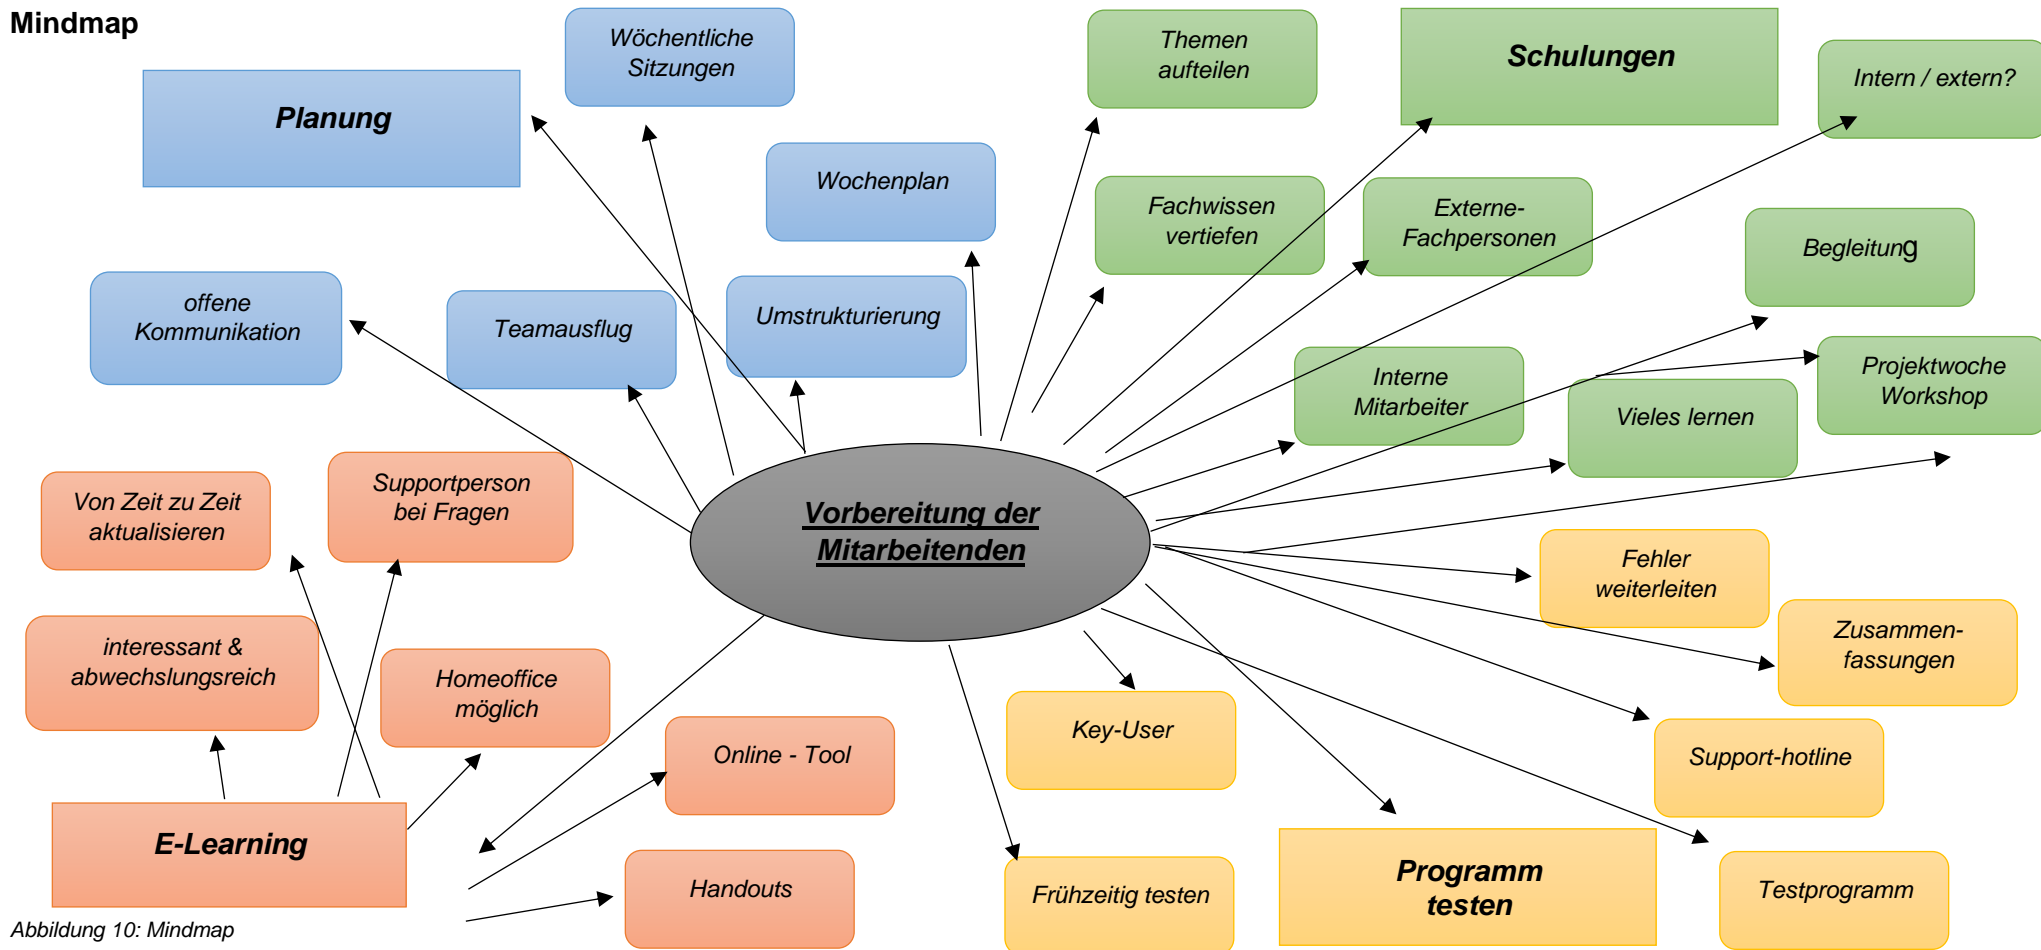 Mindmap
Wöchentliche
Sitzungen
Planung
Wochenplan
offene
Kommunikation
Teamausflug
Umstrukturierung
Themen
aufteilen
Schulungen
Intern / extern?
Fachwissen
vertiefen
Externe-
Fachpersonen
Begleitung
Interne
Mitarbeiter
Vieles lernen
Projektwoche
Workshop
Vorbereitung der
Mitarbeitenden
Von Zeit zu Zeit
aktualisieren
Supportperson
bei Fragen
interessant &
abwechslungsreich
Homeoffice
möglich
Online - Tool
E-Learning
Handouts
Fehler
weiterleiten
Zusammen-
fassungen
Key-User
Support-hotline
Frühzeitig testen
Programm
testen
Testprogramm
Abbildung 10: Mindmap